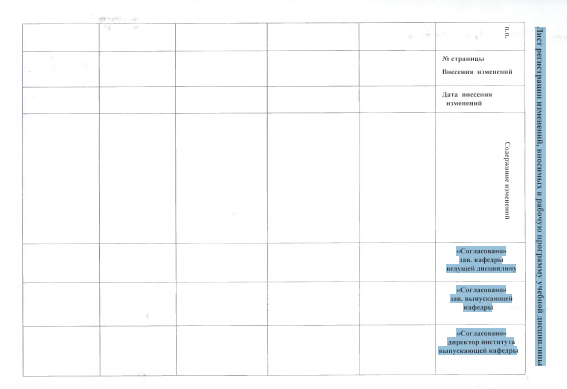 Лист регистрации изменений, вносимых в рабочую программу учебной дисциплины
п.п.
№ страницы
Внесения изменений
Дата внесения
изменений
Содержание изменений
«Согласовано»
зав. кафедры
ведущей дисциплину
«Согласовано»
зав. выпускающей
кафедры
«Согласовано»
директор института
выпускающей кафедры